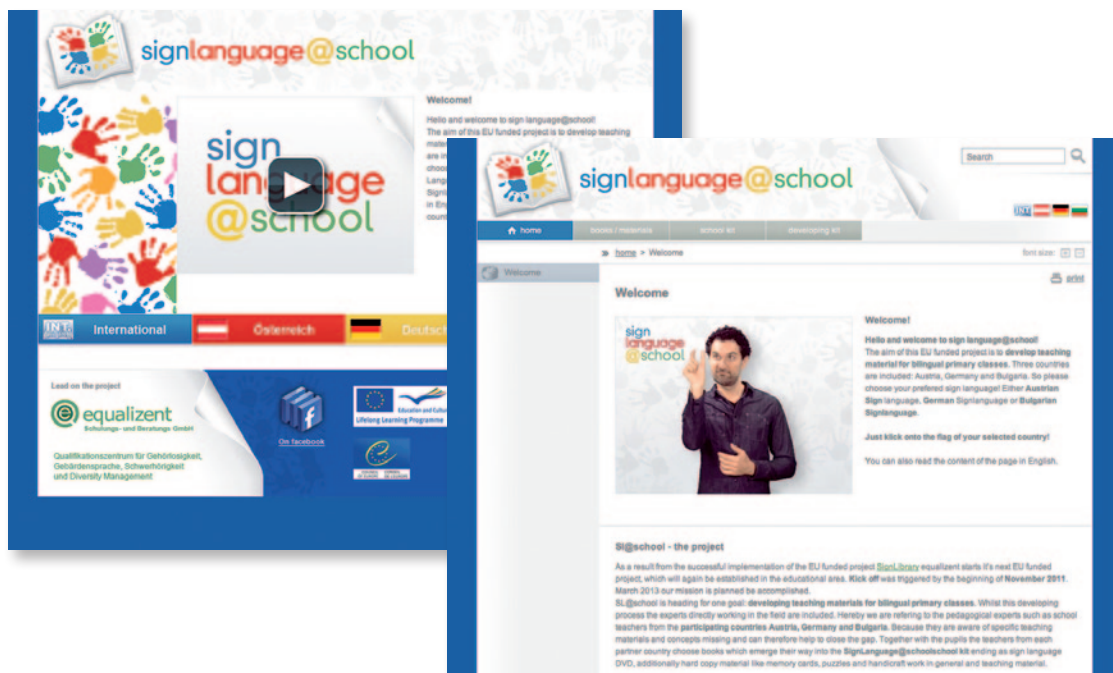 signlanguage@school
Welcome!
Hello and welcome to sign language@school!
The aim of this EU funded project is to develop teaching
sign
language
@school
INT
International
Österreich
Deutsch
Lead on the project
equalizent
Schulungs- und Beratungs GmbH
Qualifikationszentrum für Gehörlosigkeit,
Gebärdensprache, Schwerhörigkeit
und Diversity Management
On facebook
Education and Cultu
Lifelong Learning Programme
signlanguage@school
Search
INT
home
books / materials
school kit
developing kit
home > Welcome
font size:
Welcome
print
Welcome
sign
language
@school
Welcome!
Hello and welcome to sign language@school!
The aim of this EU funded project is to develop teaching
material for bilingual primary classes. Three countries
are included: Austria, Germany and Bulgaria. So please
choose your prefered sign language! Either Austrian
Sign language, German Signlanguage or Bulgarian
Signlanguage.
Just klick onto the flag of your selected country!
You can also read the content of the page in English.
Sl@school - the project
As a result from the successful implementation of the EU funded project SignLibrary equalizent starts it's next EU funded
project, which will again be established in the educational area. Kick off was triggered by the beginning of November 2011.
March 2013 our mission is planned be accomplished.
SL@school is heading for one goal: developing teaching materials for bilingual primary classes. Whilst this developing
process the experts directly working in the field are included. Hereby we are refering to the pedagogical experts such as school
teachers from the participating countries Austria, Germany and Bulgaria. Because they are aware of specific teaching
materials and concepts missing and can therefore help to close the gap. Together with the pupils the teachers from each
partner country choose books which emerge their way into the SignLanguage@schoolschool kit ending as sign language
DVD, additionally hard copy material like memory cards, puzzles and handicraft work in general and teaching material.